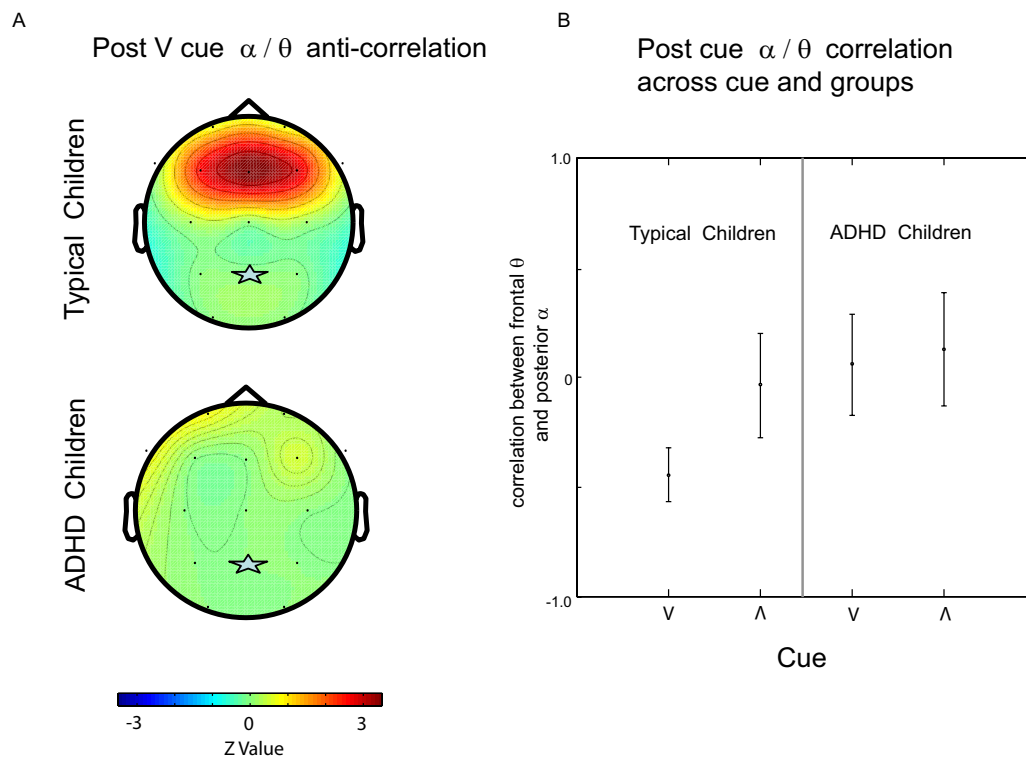 A
Post V cue α / θ anti-correlation
Typical Children
ADHD Children
-3 0 3
Z Value
B
Post cue α / θ correlation
across cue and groups
1.0
0
-1.0
correlation between frontal θ
and posterior α
Typical Children
ADHD Children
V Λ V Λ
Cue